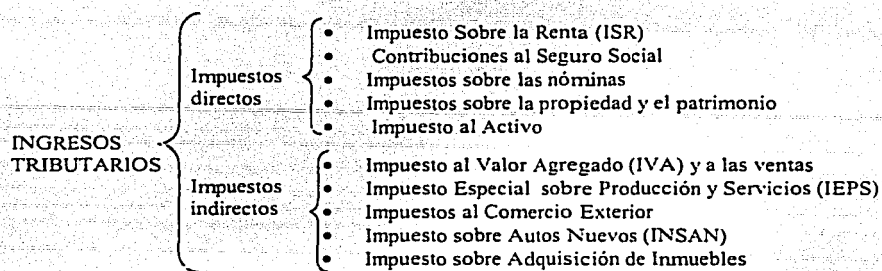 INGRESOS
TRIBUTARIOS
Impuestos
directos
• Impuesto Sobre la Renta (ISR)
• Contribuciones al Seguro Social
• Impuestos sobre las nóminas
• Impuestos sobre la propiedad y el patrimonio
• Impuesto al Activo
Impuestos
indirectos
• Impuesto al Valor Agregado (IVA) y a las ventas
• Impuesto Especial sobre Producción y Servicios (IEPS)
• Impuestos al Comercio Exterior
• Impuesto sobre Autos Nuevos (INSAN)
• Impuesto sobre Adquisición de Inmuebles